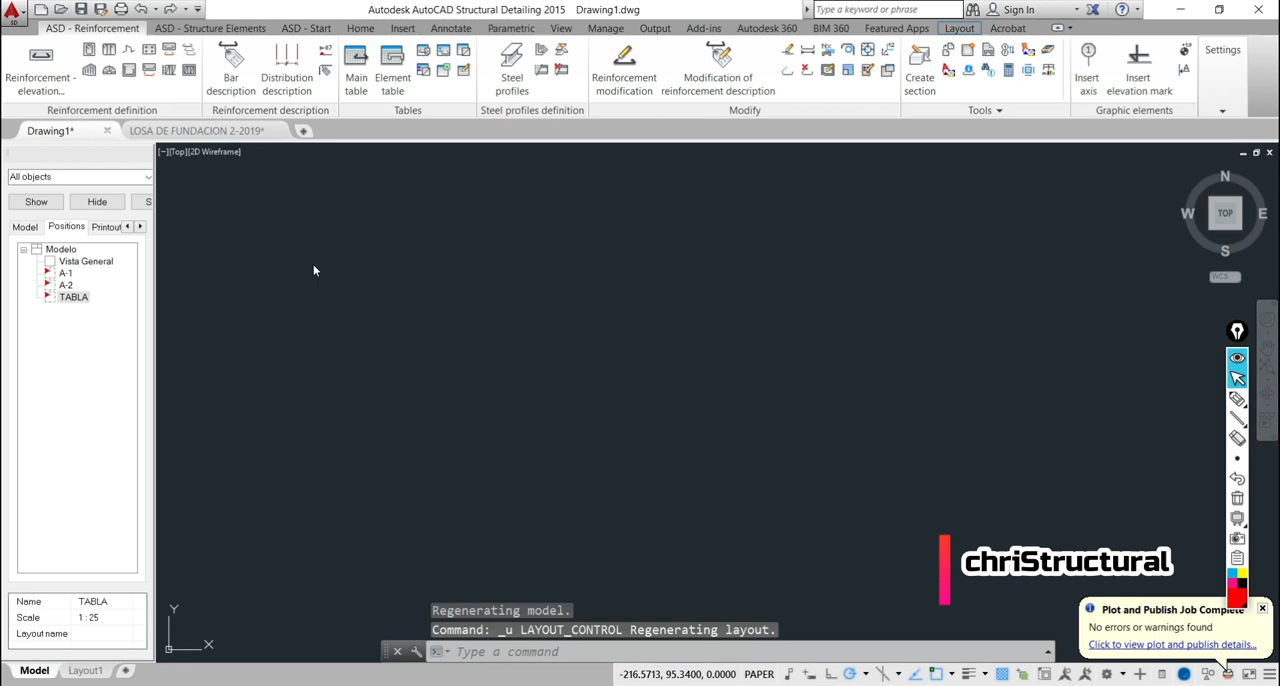 Autodesk AutoCAD Structural Detailing 2015 Drawing1.dwg
Type a keyword or phrase
Sign In
SD
ASD - Reinforcement ASD - Structure Elements ASD - Start Home Insert Annotate Parametric View Manage Output Add-ins Autodesk 360 BIM 360 Featured Apps Layout Acrobat
Reinforcement -
elevation...
Bar
description
Distribution
description
Main
table
Element
table
Steel
profiles
Reinforcement
modification
Modification of
reinforcement description
Create
section
Insert
axis
Insert
elevation mark
Settings
Reinforcement definition Reinforcement description Tables Steel profiles definition Modify Tools Graphic elements
Drawing1* LOSA DE FUNDACION 2-2019*
[−][Top][2D Wireframe]
All objects
Show Hide S
Model Positions Printout
Modelo
Vista General
A-1
A-2
TABLA
N
W TOP E
S
WCS
chriStructural
Name TABLA
Scale 1 : 25
Layout name
Y
X
Regenerating model.
Command: _u LAYOUT_CONTROL Regenerating layout.
Type a command
Plot and Publish Job Complete
No errors or warnings found
Click to view plot and publish details...
Model Layout1
-216.5713, 95.3400, 0.0000 PAPER